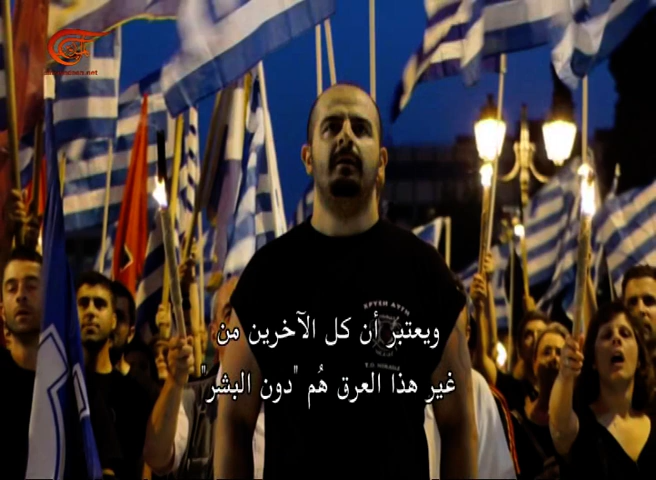 ويعتبر أن كل الآخرين من
غير هذا العرق هُم "دون البشر"